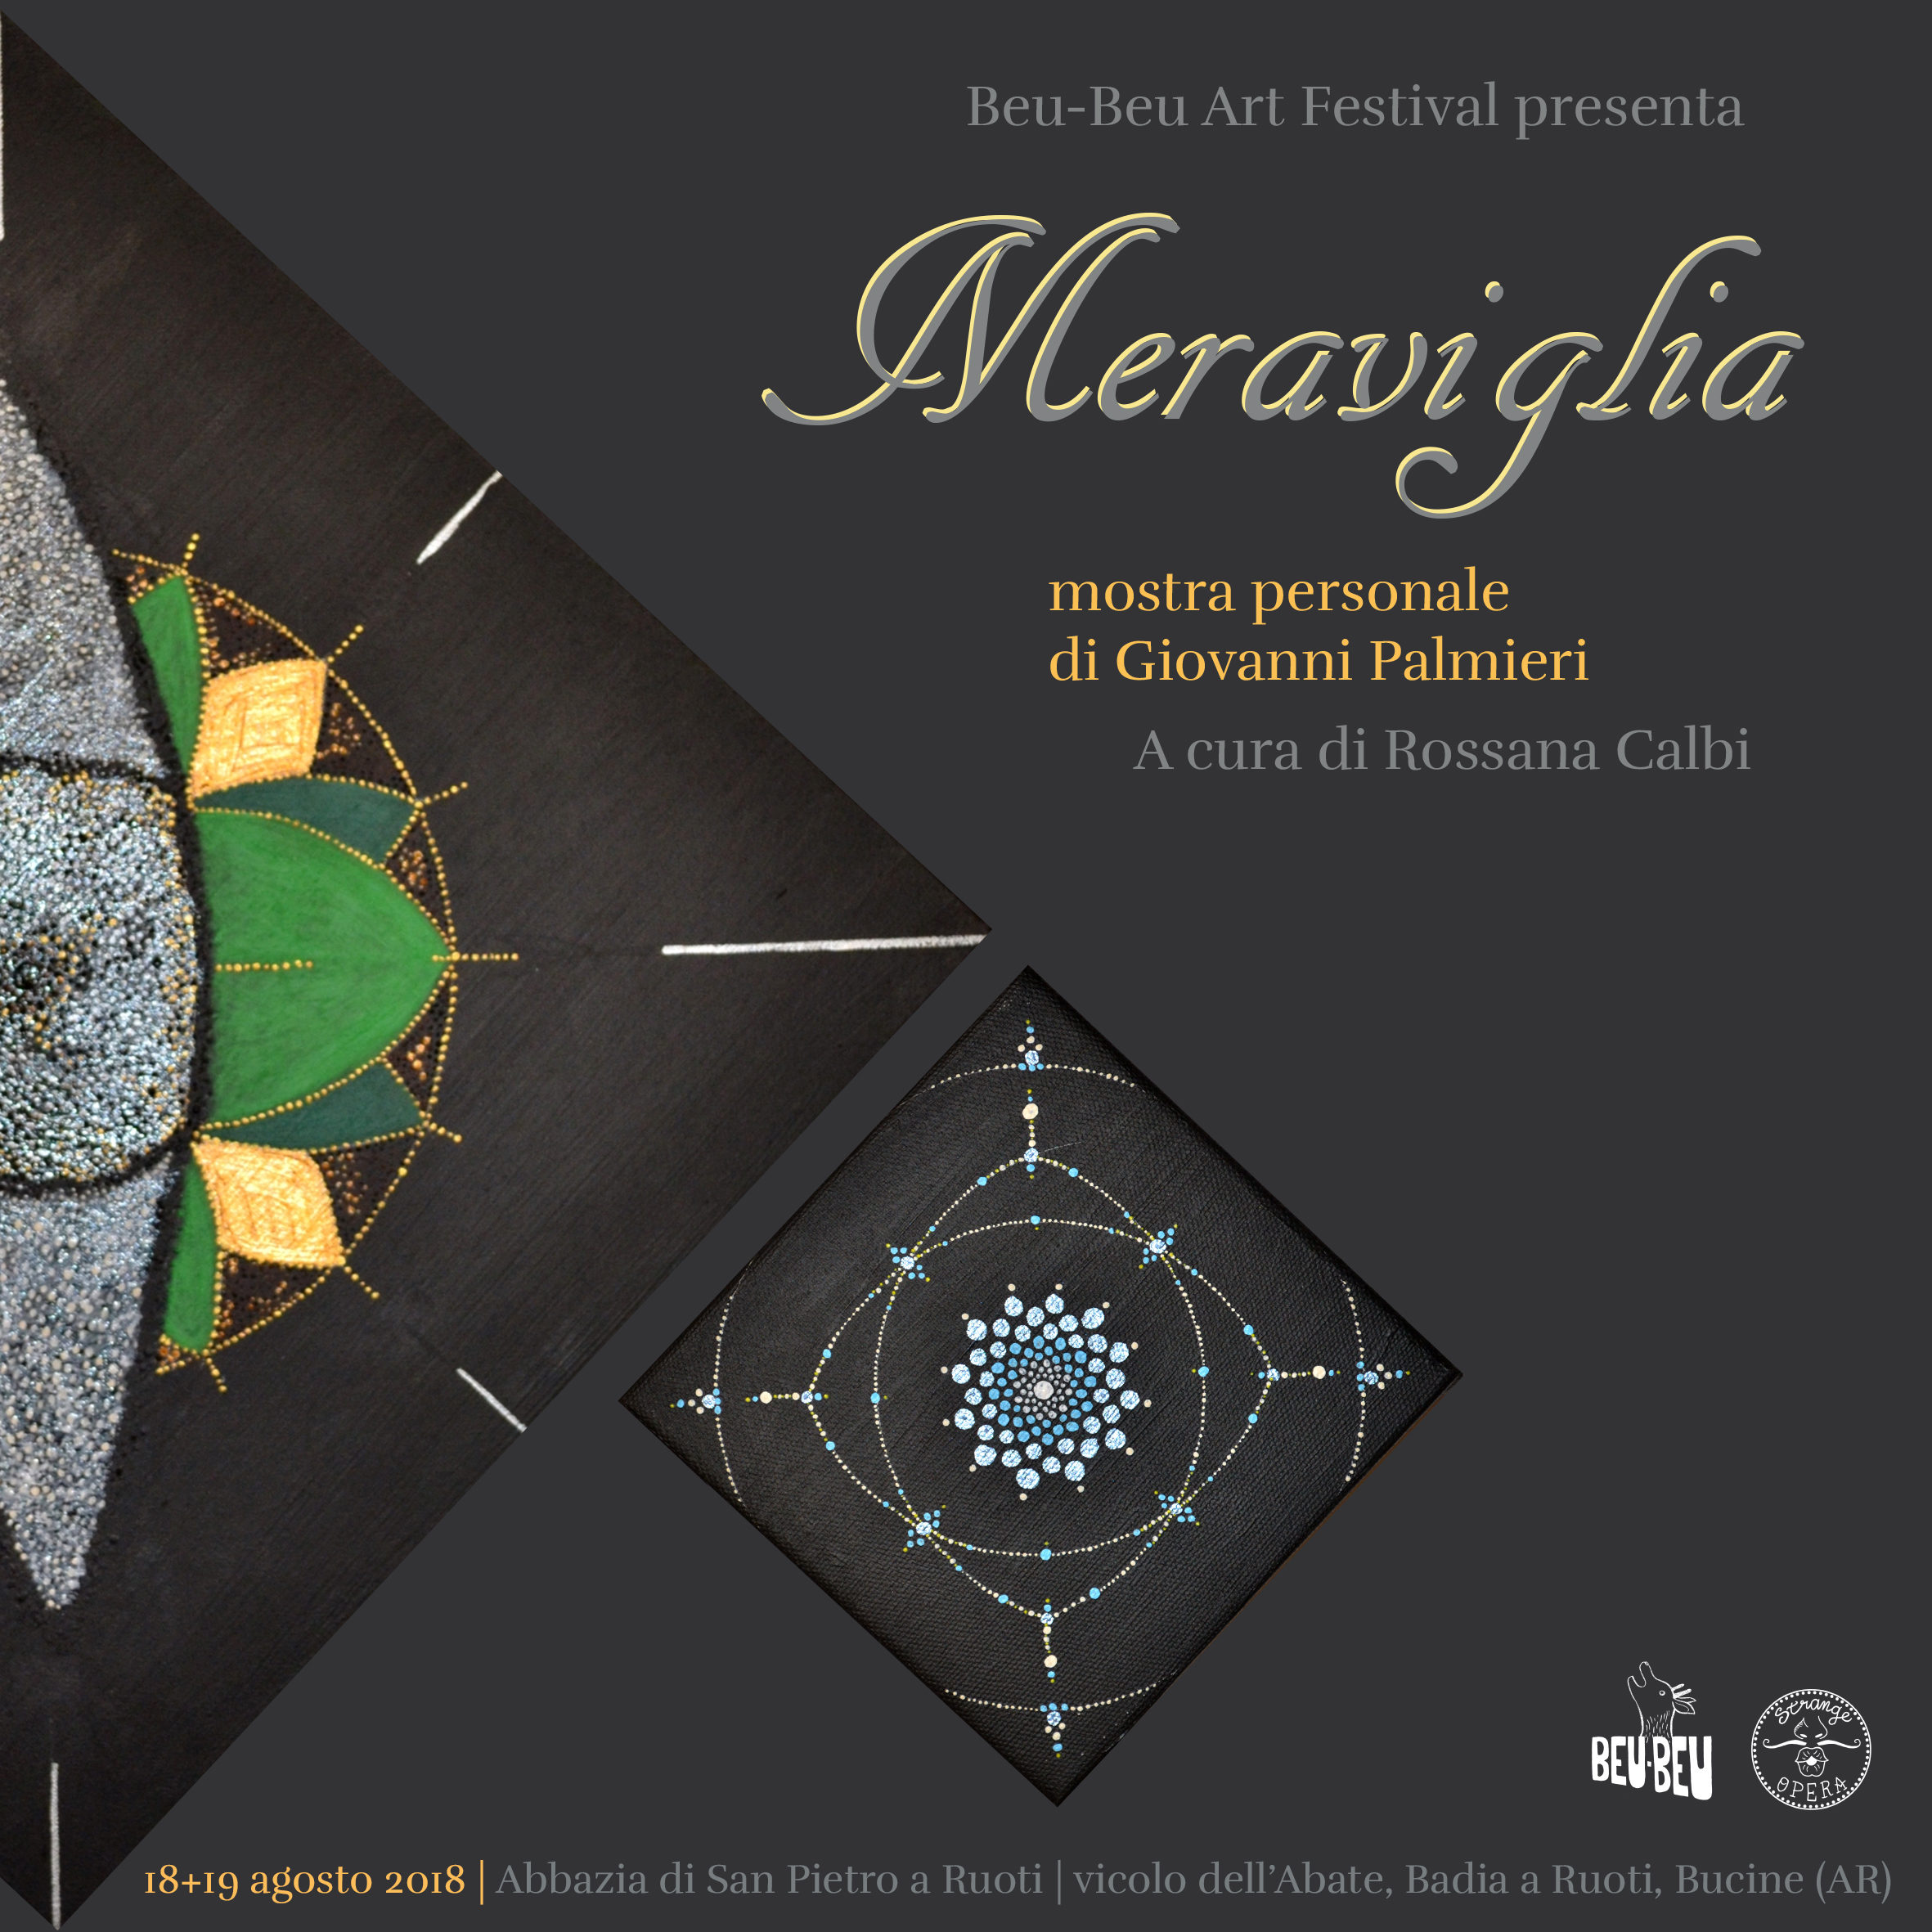 Beu-Beu Art Festival presenta
Meraviglia
mostra personale
di Giovanni Palmieri
A cura di Rossana Calbi
BEU-BEU
Strange
OPERA
18+19 agosto 2018 | Abbazia di San Pietro a Ruoti | vicolo dell’Abate, Badia a Ruoti, Bucine (AR)